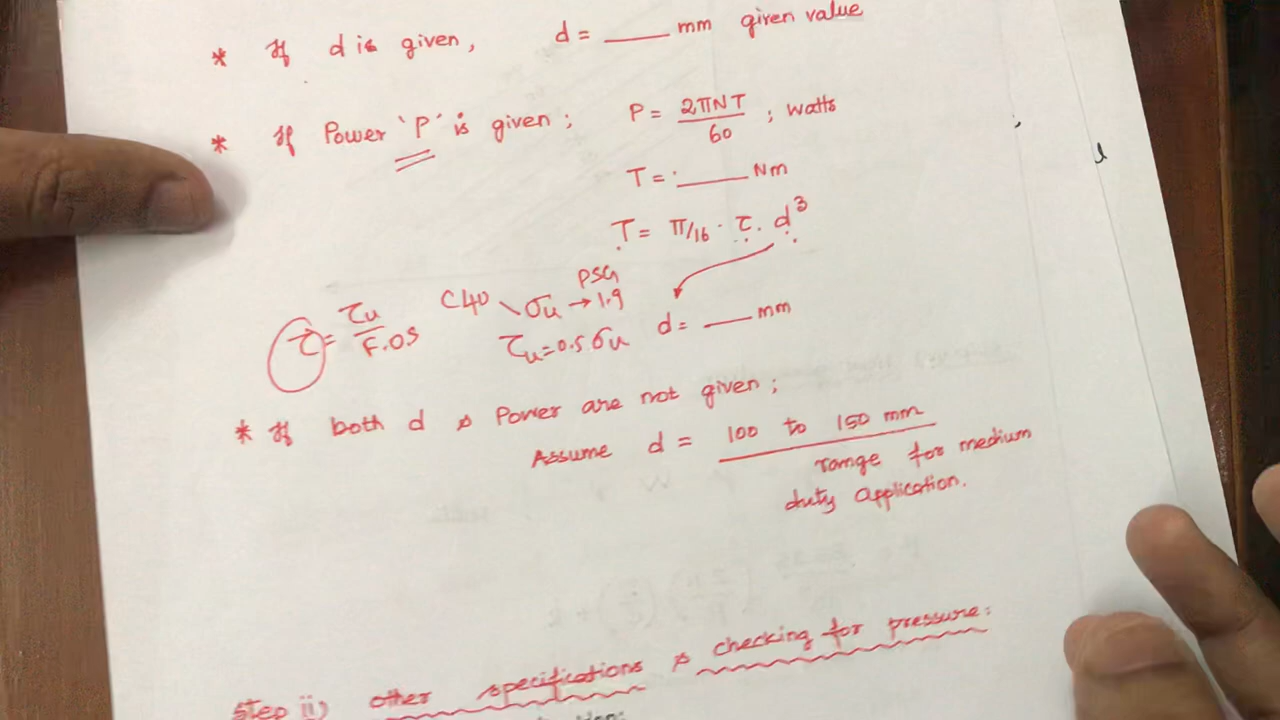 * If d is given, d = ____ mm given value
* If Power 'P' is given; P = 2πNT/60 ; watts
T = ____ Nm
T = π/16 · τ . d³
τ = τu/F.OS C40 σu → PSG 1.9
τu = 0.5 σu d = ____ mm
* If both d & Power are not given;
Assume d = 100 to 150 mm
range for medium
duty application.
Step ii) other specifications & checking for pressure: